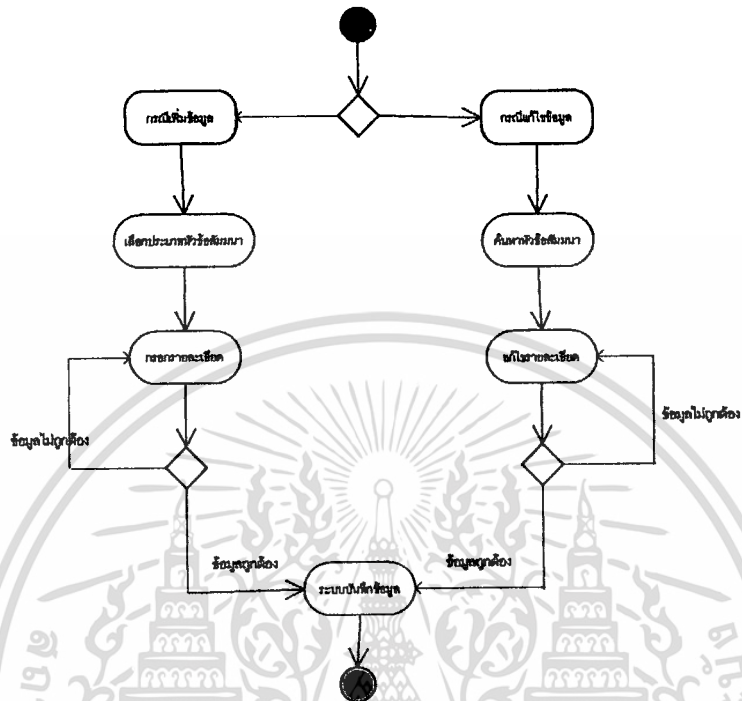 กรณีเพิ่มข้อมูล
กรณีแก้ไขข้อมูล
เลือกประเภทหัวข้อสัมมนา
ค้นหาหัวข้อสัมมนา
กรอกรายละเอียด
แก้ไขรายละเอียด
ข้อมูลไม่ถูกต้อง
ข้อมูลไม่ถูกต้อง
ข้อมูลถูกต้อง
ข้อมูลถูกต้อง
ระบบบันทึกข้อมูล